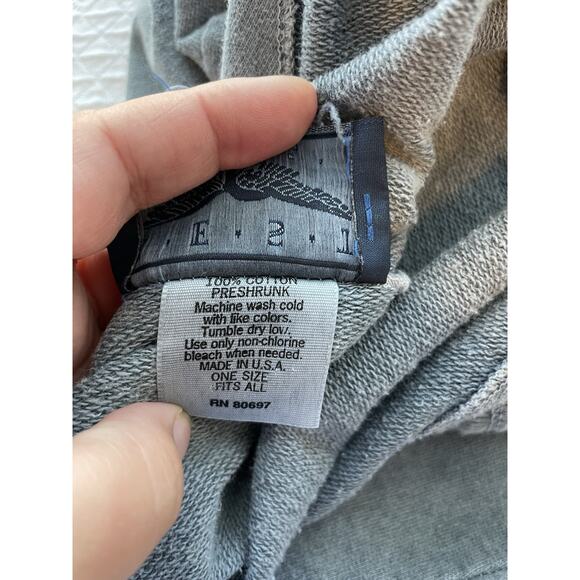 100% COTTON
PRESHRUNK
Machine wash cold
with like colors.
Tumble dry low.
Use only non-chlorine
bleach when needed.
MADE IN U.S.A.
ONE SIZE
FITS ALL
RN 80697